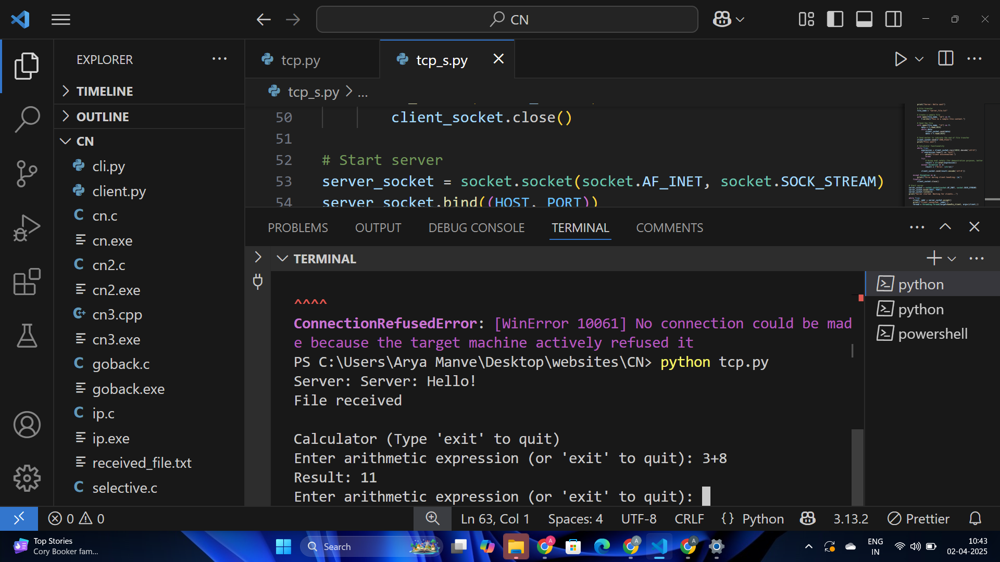 CN
EXPLORER
TIMELINE
OUTLINE
CN
cli.py
client.py
cn.c
cn.exe
cn2.c
cn2.exe
cn3.cpp
cn3.exe
goback.c
goback.exe
ip.c
ip.exe
received_file.txt
selective.c
tcp.py
tcp_s.py
tcp_s.py > ...
50 client_socket.close()
51
52 # Start server
53 server_socket = socket.socket(socket.AF_INET, socket.SOCK_STREAM)
54 server_socket.bind((HOST, PORT))
PROBLEMS OUTPUT DEBUG CONSOLE TERMINAL COMMENTS
TERMINAL
^^^^
ConnectionRefusedError: [WinError 10061] No connection could be mad
e because the target machine actively refused it
PS C:\Users\Arya Manve\Desktop\websites\CN> python tcp.py
Server: Server: Hello!
File received
Calculator (Type 'exit' to quit)
Enter arithmetic expression (or 'exit' to quit): 3+8
Result: 11
Enter arithmetic expression (or 'exit' to quit):
python
python
powershell
0 0
Ln 63, Col 1 Spaces: 4 UTF-8 CRLF {} Python 3.13.2 Prettier
Top Stories
Cory Booker fam...
Search
ENG
IN
10:43
02-04-2025